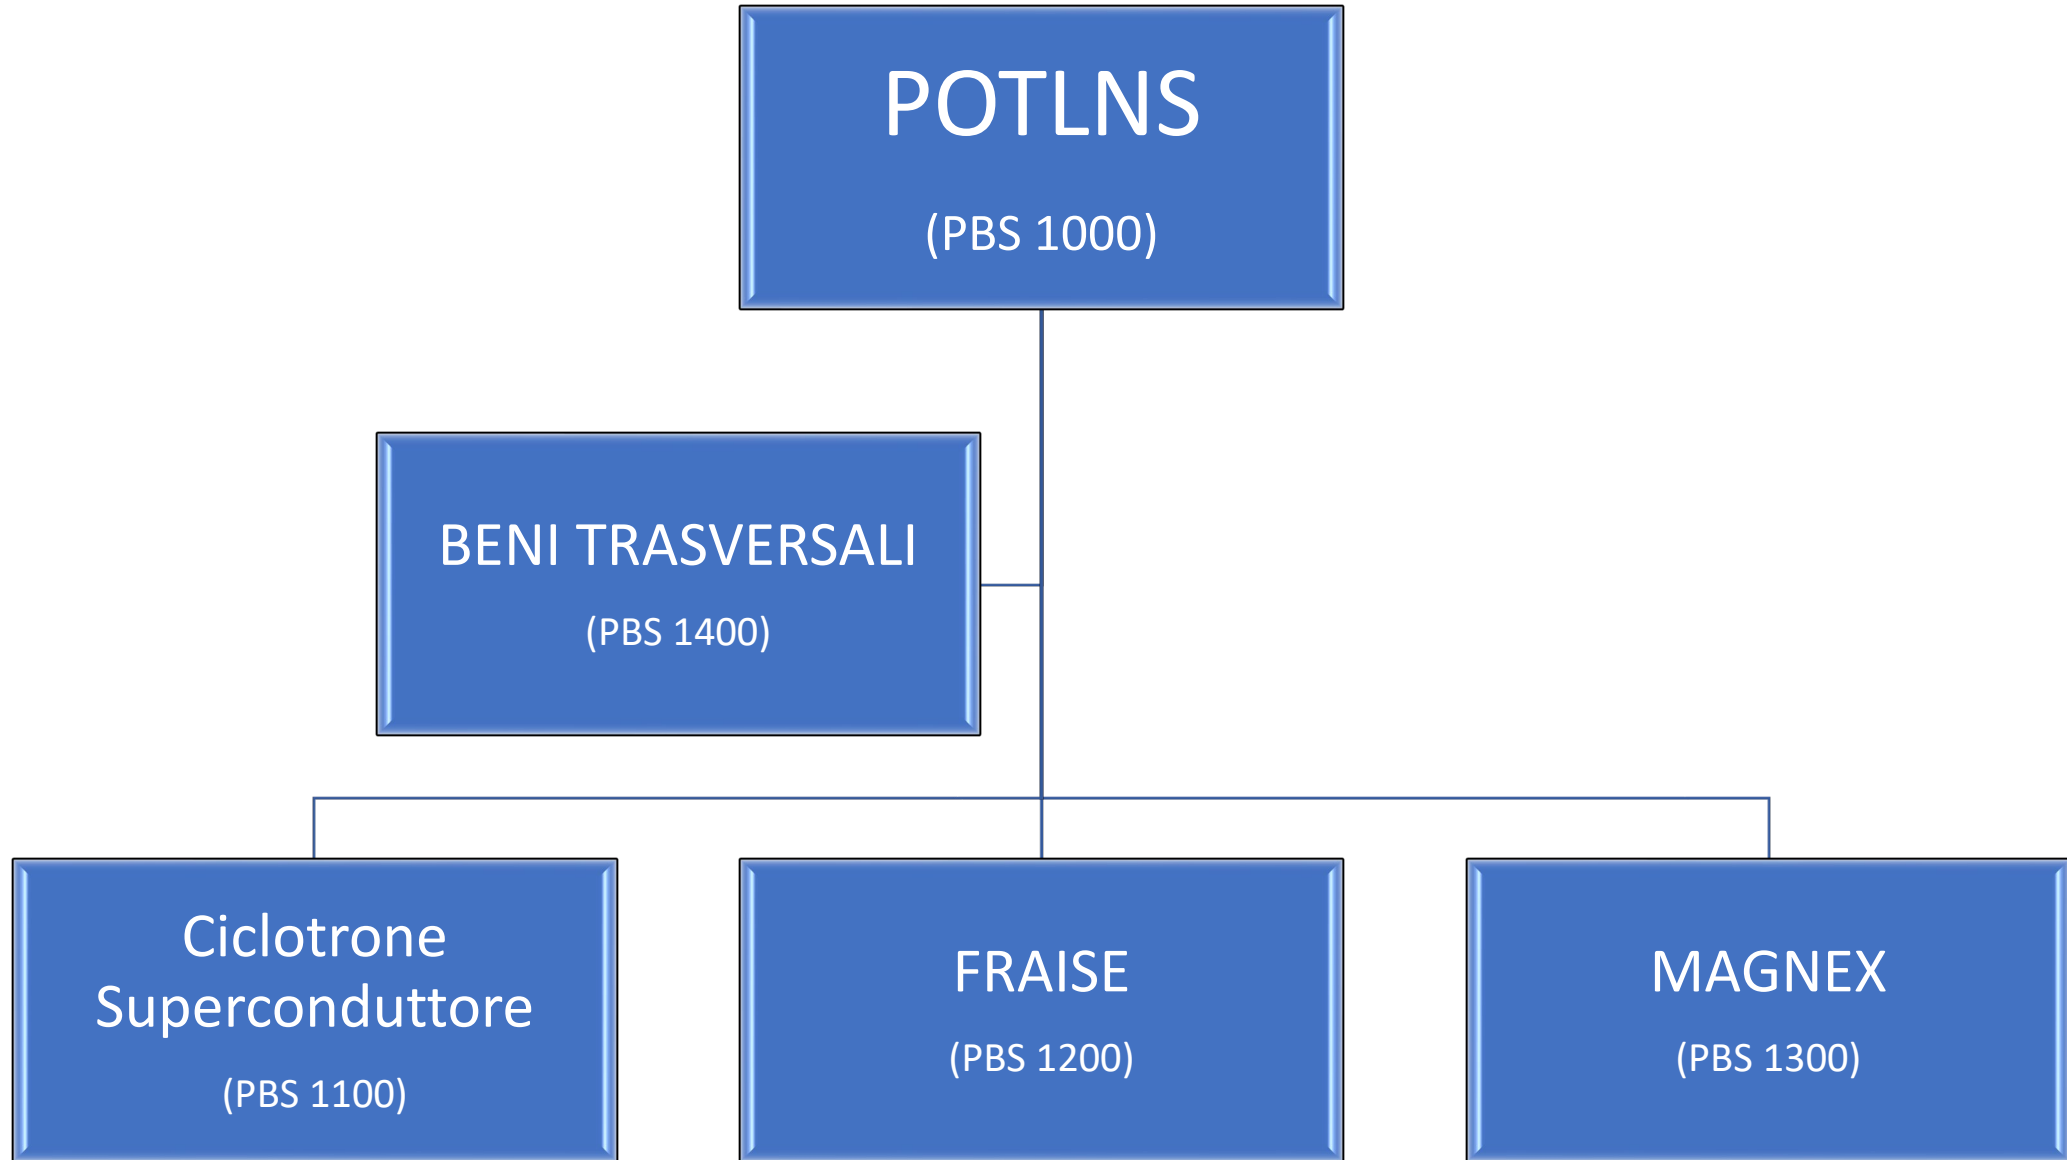 POTLNS
(PBS 1000)
BENI TRASVERSALI
(PBS 1400)
Ciclotrone
Superconduttore
(PBS 1100)
FRAISE
(PBS 1200)
MAGNEX
(PBS 1300)